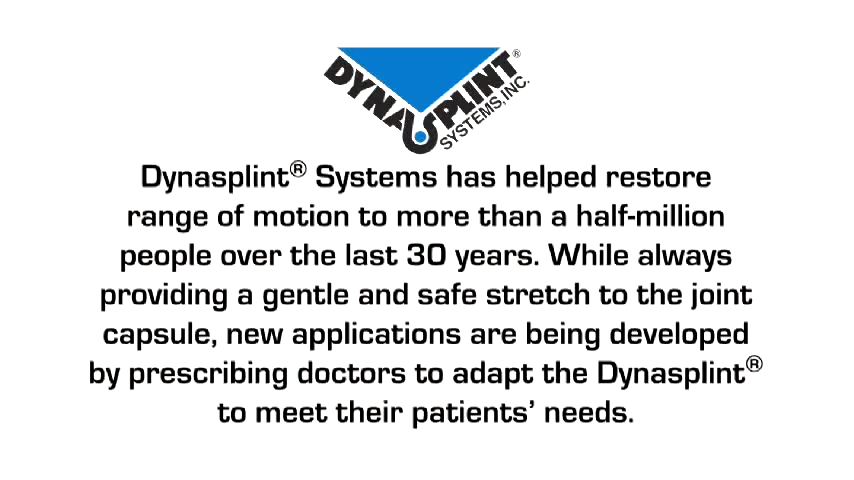 DYNASPLINT®
SYSTEMS, INC.
Dynasplint® Systems has helped restore
range of motion to more than a half-million
people over the last 30 years. While always
providing a gentle and safe stretch to the joint
capsule, new applications are being developed
by prescribing doctors to adapt the Dynasplint®
to meet their patients’ needs.